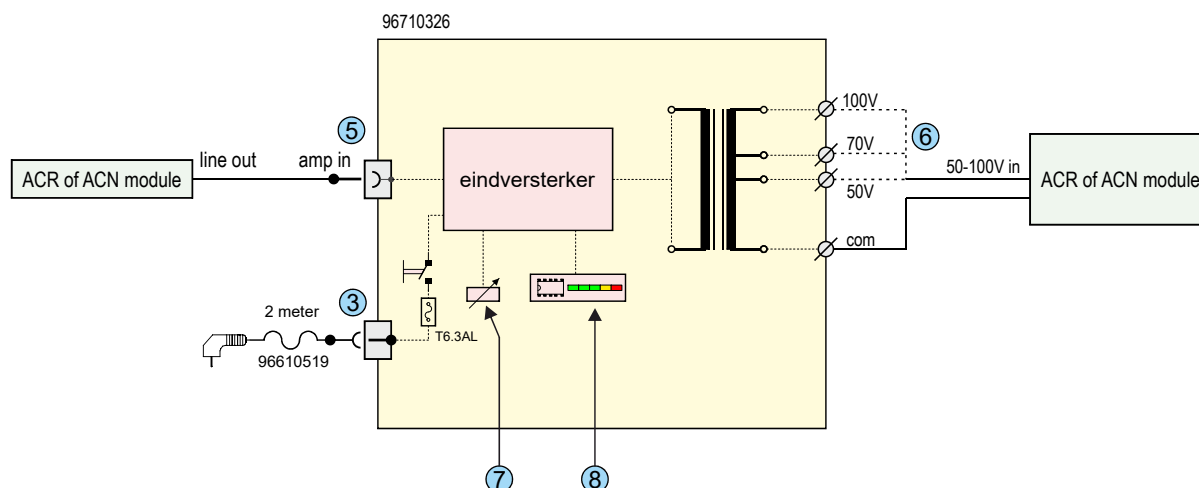 96710326
100V
5
6
70V
line out
amp in
ACR of ACN module
eindversterker
50-100V in
ACR of ACN module
50V
com
3
2 meter
T6.3AL
96610519
7
8